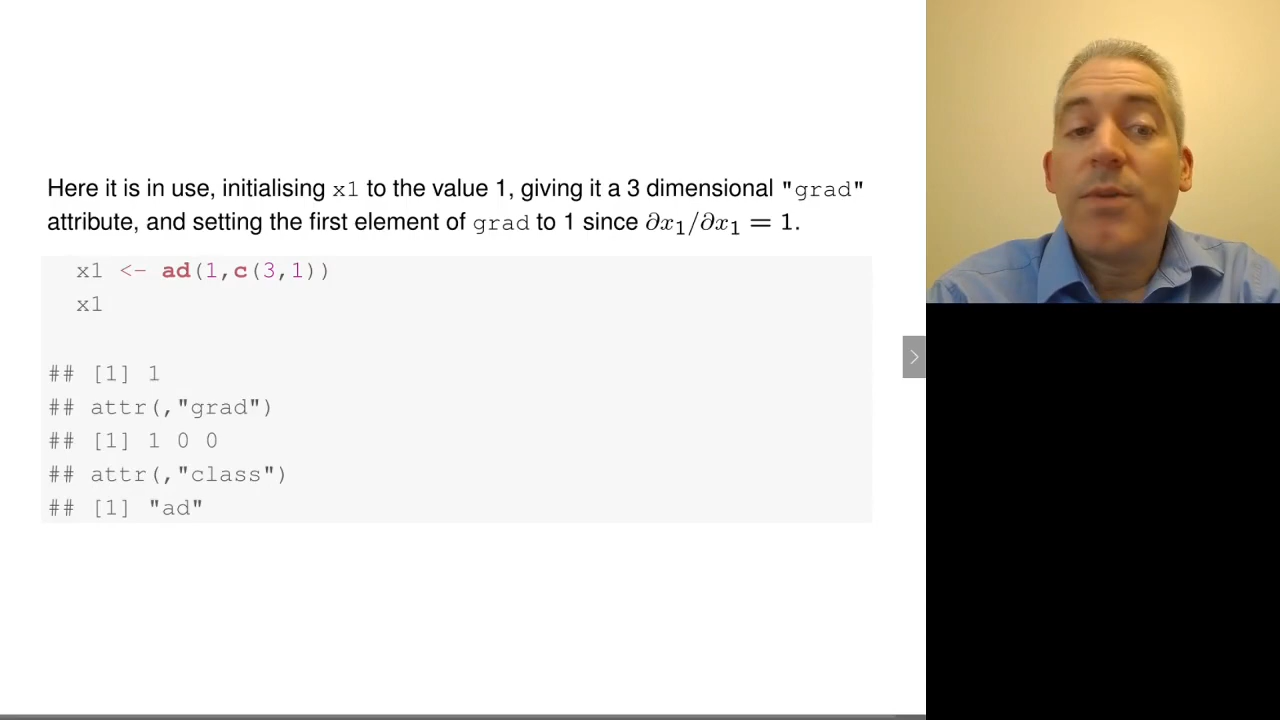 Here it is in use, initialising x1 to the value 1, giving it a 3 dimensional "grad"
attribute, and setting the first element of grad to 1 since ∂x₁/∂x₁ = 1.
x1 <- ad(1,c(3,1))
x1
## [1] 1
## attr(,"grad")
## [1] 1 0 0
## attr(,"class")
## [1] "ad"